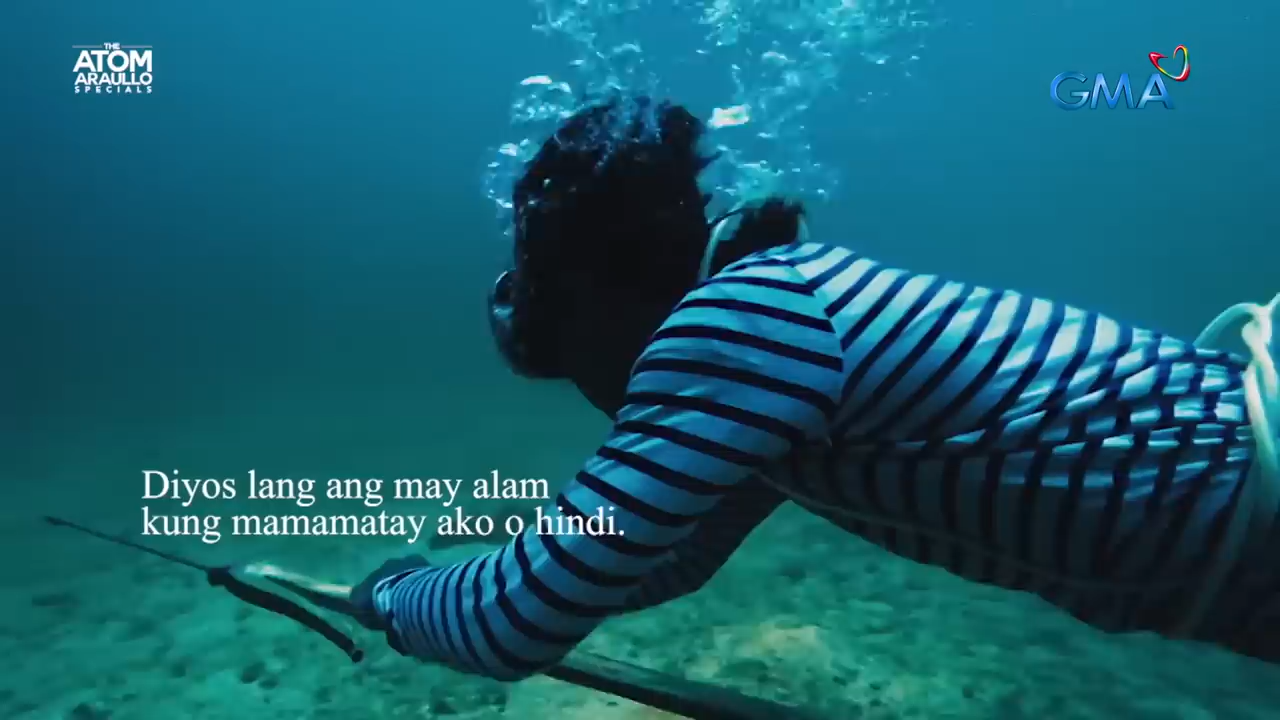 THE
ATOM
ARAULLO
SPECIALS
GMA
Diyos lang ang may alam
kung mamamatay ako o hindi.